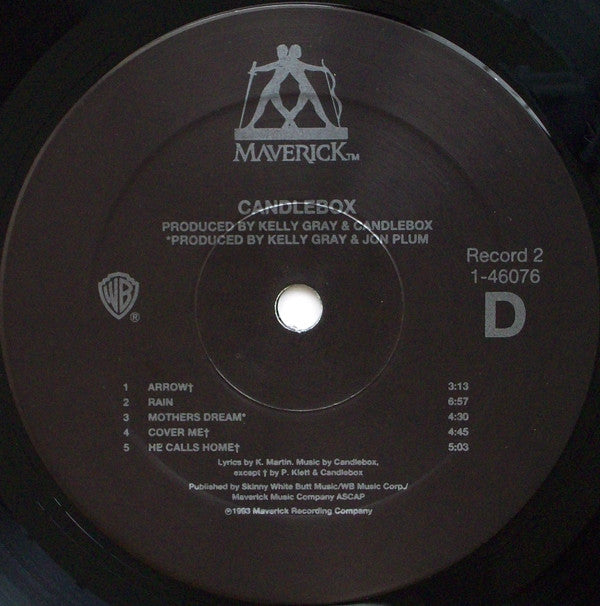 MAVERICK™
CANDLEBOX
PRODUCED BY KELLY GRAY & CANDLEBOX
*PRODUCED BY KELLY GRAY & JON PLUM
Record 2
1-46076
D
WB®
1 ARROW† 3:13
2 RAIN 6:57
3 MOTHERS DREAM* 4:30
4 COVER ME† 4:45
5 HE CALLS HOME† 5:03
Lyrics by K. Martin. Music by Candlebox,
except † by P. Klett & Candlebox
Published by Skinny White Butt Music/WB Music Corp./
Maverick Music Company ASCAP
℗1993 Maverick Recording Company